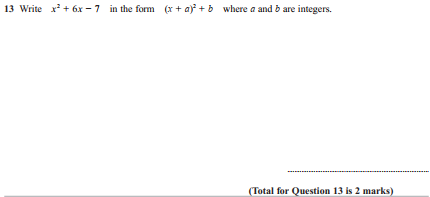 13 Write x² + 6x – 7 in the form (x + a)² + b where a and b are integers.
(Total for Question 13 is 2 marks)